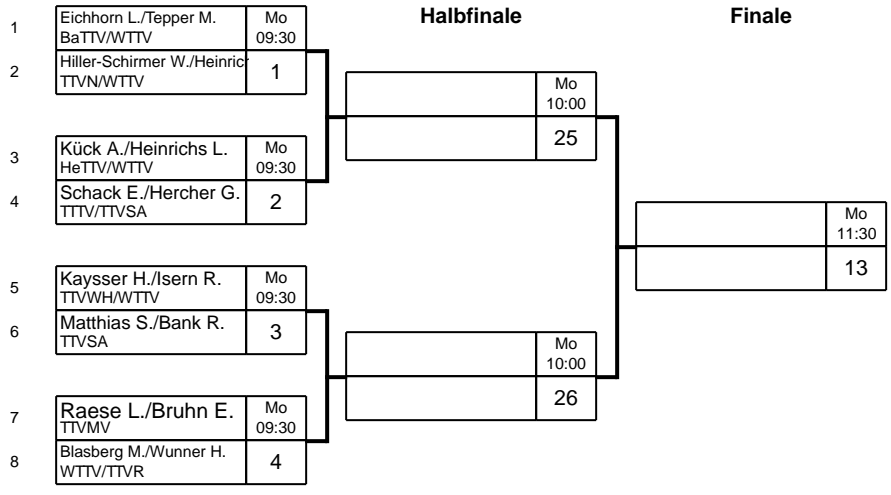 Halbfinale
Finale
1
Eichhorn L./Tepper M.
BaTTV/WTTV
Mo
09:30
2
Hiller-Schirmer W./Heinric
TTVN/WTTV
1
Mo
10:00
25
3
Kück A./Heinrichs L.
HeTTV/WTTV
Mo
09:30
4
Schack E./Hercher G.
TTTV/TTVSA
2
Mo
11:30
13
5
Kaysser H./Isern R.
TTVWH/WTTV
Mo
09:30
6
Matthias S./Bank R.
TTVSA
3
Mo
10:00
26
7
Raese L./Bruhn E.
TTVMV
Mo
09:30
8
Blasberg M./Wunner H.
WTTV/TTVR
4